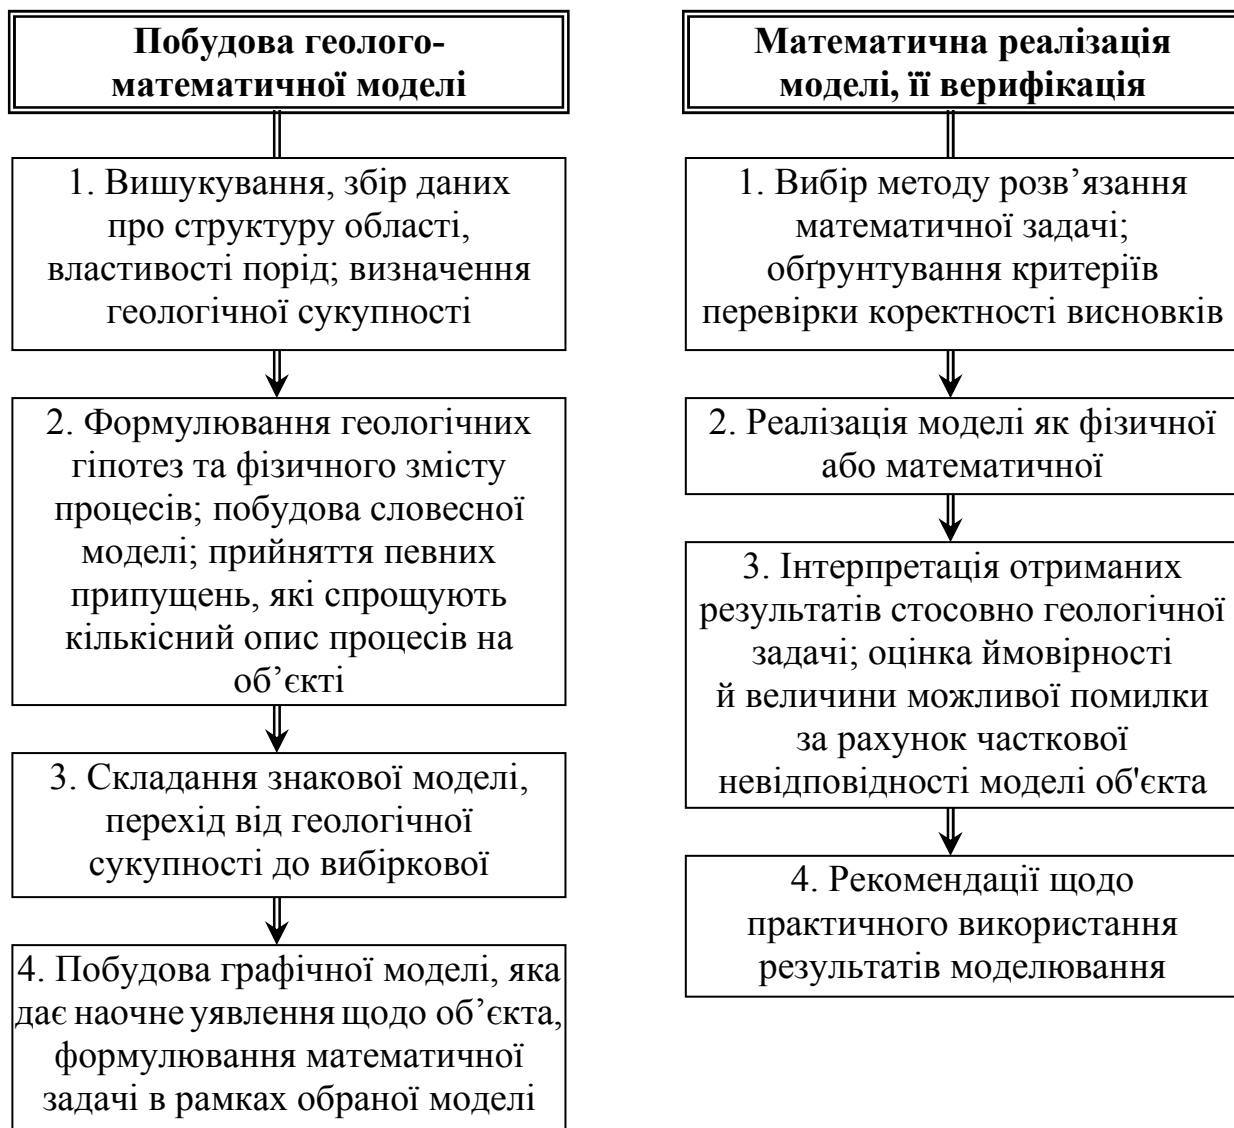 Побудова геолого-
математичної моделі
1. Вишукування, збір даних
про структуру області,
властивості порід; визначення
геологічної сукупності
2. Формулювання геологічних
гіпотез та фізичного змісту
процесів; побудова словесної
моделі; прийняття певних
припущень, які спрощують
кількісний опис процесів на
об’єкті
3. Складання знакової моделі,
перехід від геологічної
сукупності до вибіркової
4. Побудова графічної моделі, яка
дає наочне уявлення щодо об’єкта,
формулювання математичної
задачі в рамках обраної моделі
Математична реалізація
моделі, її верифікація
1. Вибір методу розв’язання
математичної задачі;
обґрунтування критеріїв
перевірки коректності висновків
2. Реалізація моделі як фізичної
або математичної
3. Інтерпретація отриманих
результатів стосовно геологічної
задачі; оцінка ймовірності
й величини можливої помилки
за рахунок часткової
невідповідності моделі об'єкта
4. Рекомендації щодо
практичного використання
результатів моделювання